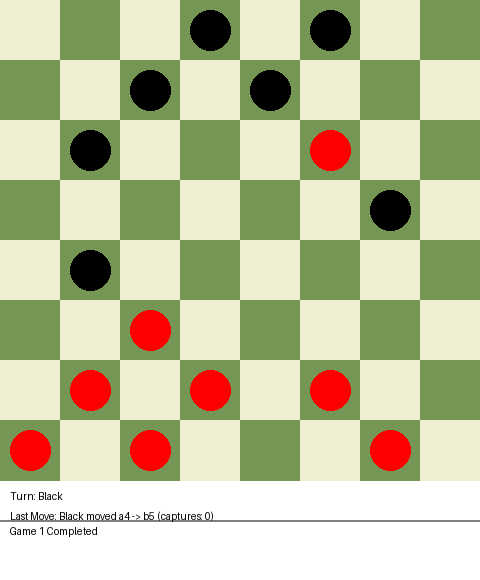 Turn: Black
Last Move: Black moved a4 -> b5 (captures: 0)
Game 1 Completed